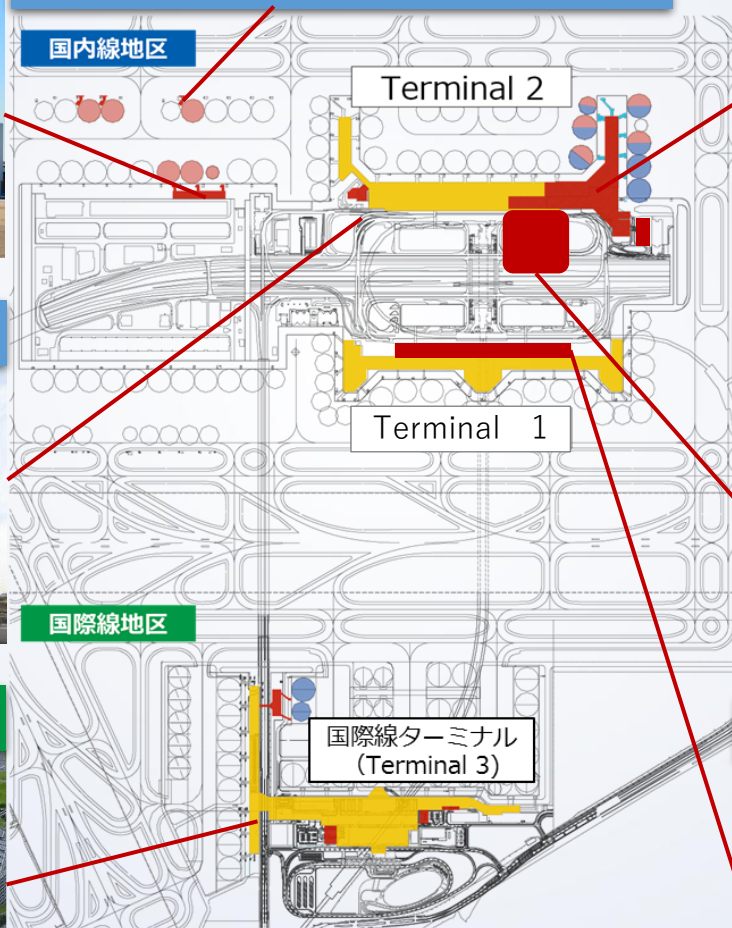 国内線地区
Terminal 2
Terminal 1
国際線地区
国際線ターミナル
(Terminal 3)